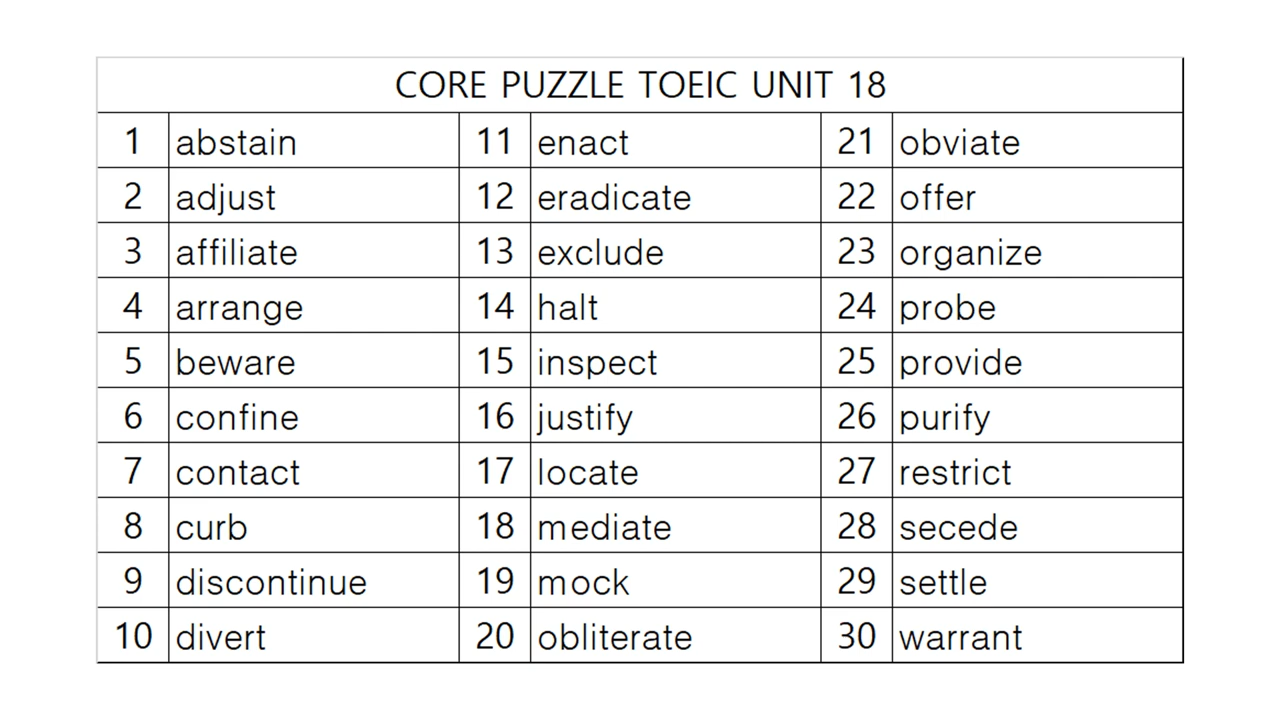 CORE PUZZLE TOEIC UNIT 18
1 abstain 11 enact 21 obviate
2 adjust 12 eradicate 22 offer
3 affiliate 13 exclude 23 organize
4 arrange 14 halt 24 probe
5 beware 15 inspect 25 provide
6 confine 16 justify 26 purify
7 contact 17 locate 27 restrict
8 curb 18 mediate 28 secede
9 discontinue 19 mock 29 settle
10 divert 20 obliterate 30 warrant